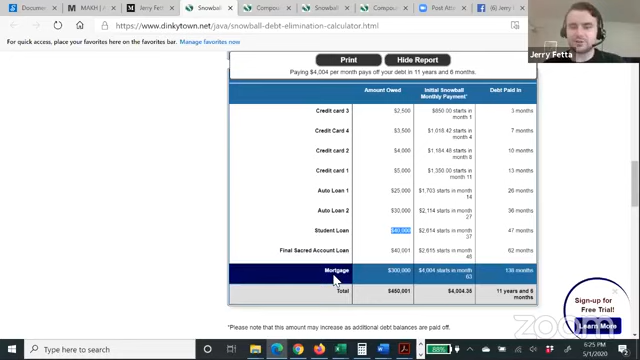 Documen
MAKH /
Jerry Fett
Snowball
Compou
Snowball
Compou
Post Att
Jerry
https://www.dinkytown.net/java/snowball-debt-elimination-calculator.html
For quick access, place your favorites here on the favorites bar. Manage favorites now
Jerry Fetta
Print Hide Report
Paying $4,004 per month pays off your debt in 11 years and 6 months.
Amount Owed Initial Snowball Monthly Payment* Debt Paid In
Credit card 3 $2,500 $850.00 starts in month 1 3 months
Credit Card 4 $3,500 $1,018.42 starts in month 4 7 months
Credit card 2 $4,000 $1,184.48 starts in month 8 10 months
Credit card 1 $5,000 $1,350.00 starts in month 11 13 months
Auto Loan 1 $25,000 $1,703 starts in month 14 26 months
Auto Loan 2 $30,000 $2,114 starts in month 27 36 months
Student Loan $40,000 $2,614 starts in month 37 47 months
Final Sacred Account Loan $40,001 $2,615 starts in month 48 62 months
Mortgage $300,000 $4,004 starts in month 63 136 months
Total $450,001 $4,004.35 11 years and 6 months
*Please note that this amount may increase as additional debt balances are paid off.
Sign-up for
Free Trial!
Learn More
zoom
Type here to search
88%
6:25 PM
5/1/2020